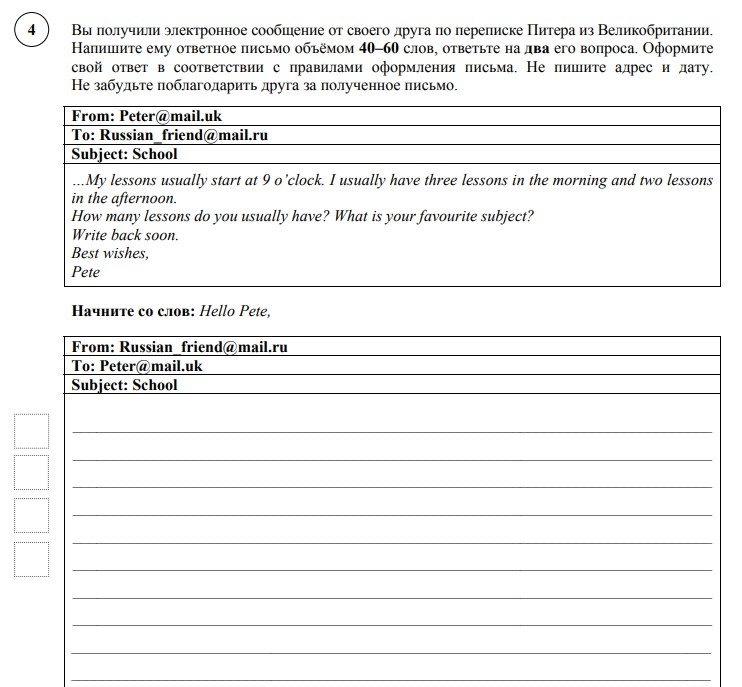 4
Вы получили электронное сообщение от своего друга по переписке Питера из Великобритании.
Напишите ему ответное письмо объёмом 40–60 слов, ответьте на два его вопроса. Оформите
свой ответ в соответствии с правилами оформления письма. Не пишите адрес и дату.
Не забудьте поблагодарить друга за полученное письмо.
From: Peter@mail.uk
To: Russian_friend@mail.ru
Subject: School
…My lessons usually start at 9 o’clock. I usually have three lessons in the morning and two lessons
in the afternoon.
How many lessons do you usually have? What is your favourite subject?
Write back soon.
Best wishes,
Pete
Начните со слов: Hello Pete,
From: Russian_friend@mail.ru
To: Peter@mail.uk
Subject: School